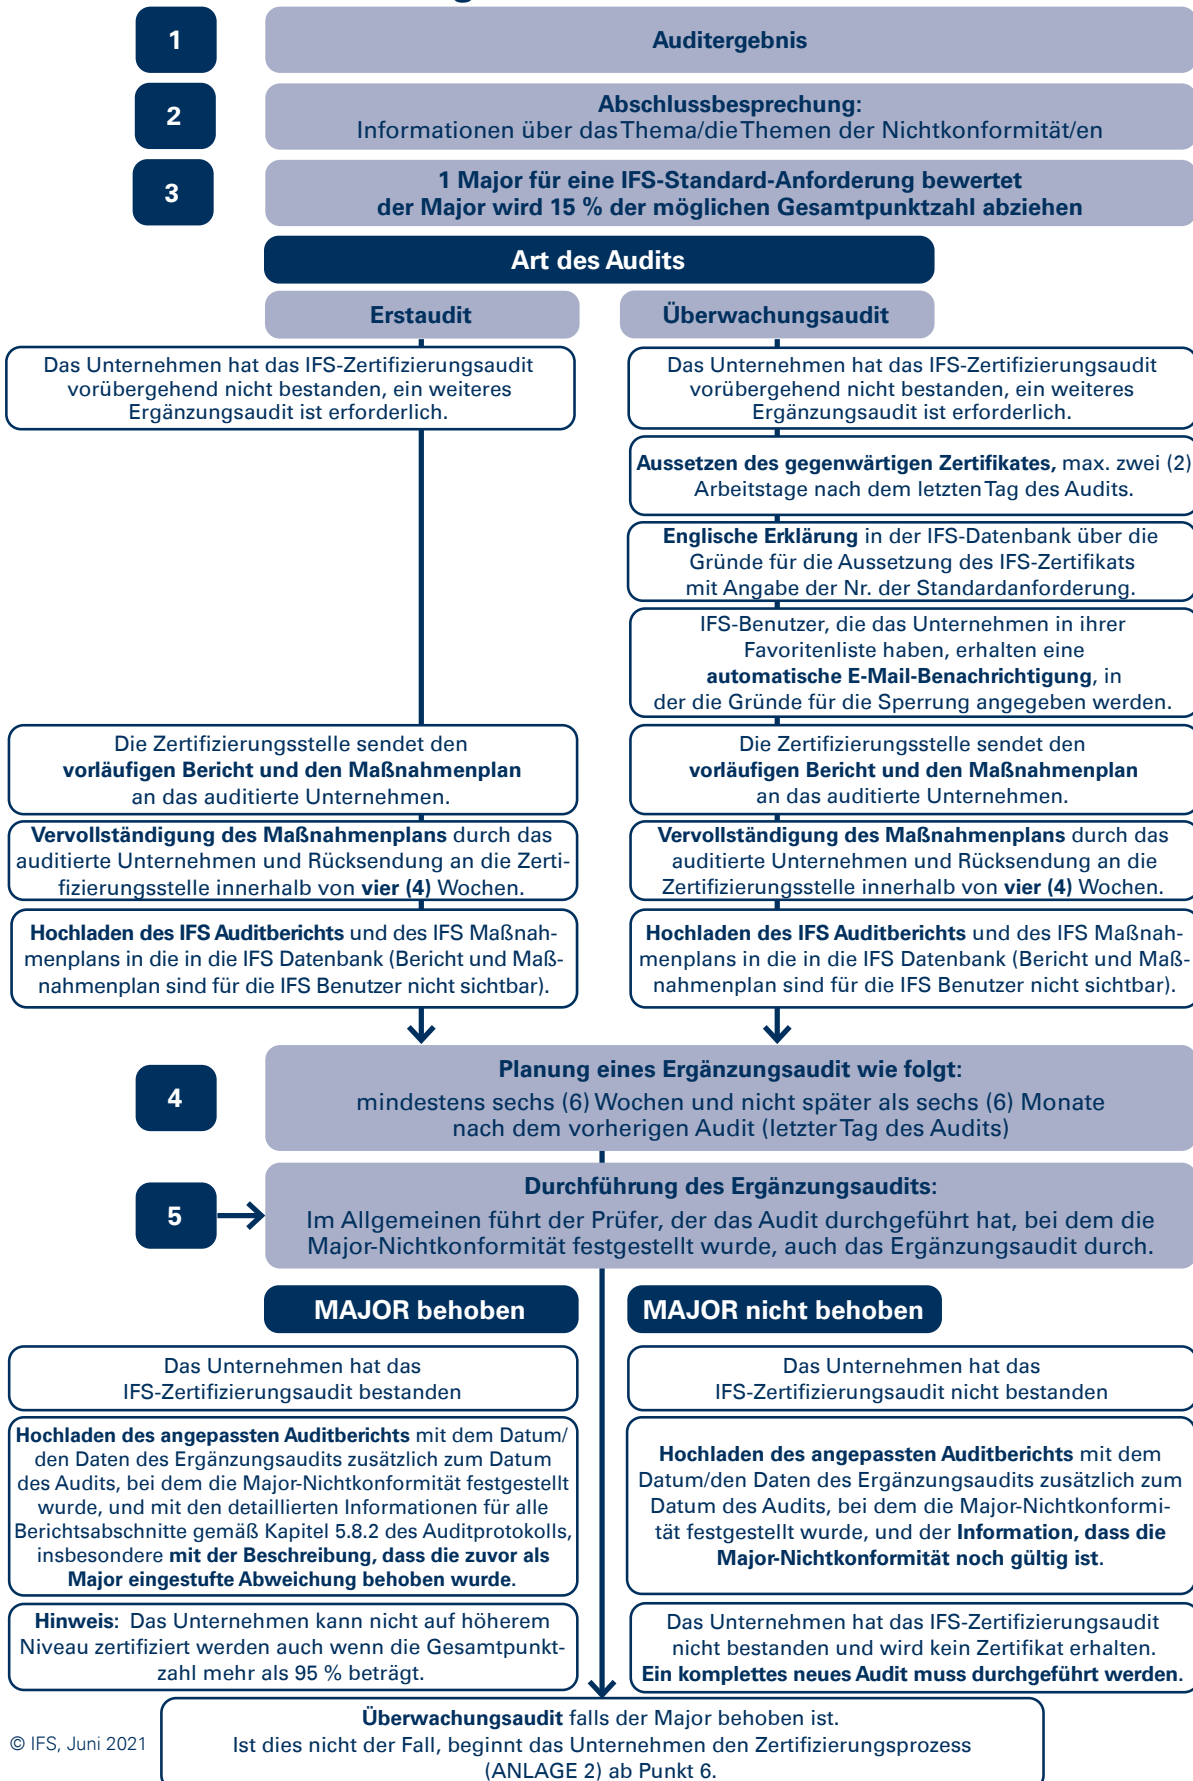 1
Auditergebnis
2
Abschlussbesprechung:
Informationen über das Thema/die Themen der Nichtkonformität/en
3
1 Major für eine IFS-Standard-Anforderung bewertet
der Major wird 15 % der möglichen Gesamtpunktzahl abziehen
Art des Audits
Erstaudit
Das Unternehmen hat das IFS-Zertifizierungsaudit
vorübergehend nicht bestanden, ein weiteres
Ergänzungsaudit ist erforderlich.
Die Zertifizierungsstelle sendet den
vorläufigen Bericht und den Maßnahmenplan
an das auditierte Unternehmen.
Vervollständigung des Maßnahmenplans durch das
auditierte Unternehmen und Rücksendung an die Zerti-
fizierungsstelle innerhalb von vier (4) Wochen.
Hochladen des IFS Auditberichts und des IFS Maßnah-
menplans in die in die IFS Datenbank (Bericht und Maß-
nahmenplan sind für die IFS Benutzer nicht sichtbar).
Überwachungsaudit
Das Unternehmen hat das IFS-Zertifizierungsaudit
vorübergehend nicht bestanden, ein weiteres
Ergänzungsaudit ist erforderlich.
Aussetzen des gegenwärtigen Zertifikates, max. zwei (2)
Arbeitstage nach dem letzten Tag des Audits.
Englische Erklärung in der IFS-Datenbank über die
Gründe für die Aussetzung des IFS-Zertifikats
mit Angabe der Nr. der Standardanforderung.
IFS-Benutzer, die das Unternehmen in ihrer
Favoritenliste haben, erhalten eine
automatische E-Mail-Benachrichtigung, in
der die Gründe für die Sperrung angegeben werden.
Die Zertifizierungsstelle sendet den
vorläufigen Bericht und den Maßnahmenplan
an das auditierte Unternehmen.
Vervollständigung des Maßnahmenplans durch das
auditierte Unternehmen und Rücksendung an die
Zertifizierungsstelle innerhalb von vier (4) Wochen.
Hochladen des IFS Auditberichts und des IFS Maßnah-
menplans in die in die IFS Datenbank (Bericht und Maß-
nahmenplan sind für die IFS Benutzer nicht sichtbar).
4
Planung eines Ergänzungsaudit wie folgt:
mindestens sechs (6) Wochen und nicht später als sechs (6) Monate
nach dem vorherigen Audit (letzter Tag des Audits)
5
Durchführung des Ergänzungsaudits:
Im Allgemeinen führt der Prüfer, der das Audit durchgeführt hat, bei dem die
Major-Nichtkonformität festgestellt wurde, auch das Ergänzungsaudit durch.
MAJOR behoben
Das Unternehmen hat das
IFS-Zertifizierungsaudit bestanden
Hochladen des angepassten Auditberichts mit dem Datum/
den Daten des Ergänzungsaudits zusätzlich zum Datum
des Audits, bei dem die Major-Nichtkonformität festgestellt
wurde, und mit den detaillierten Informationen für alle
Berichtsabschnitte gemäß Kapitel 5.8.2 des Auditprotokolls,
insbesondere mit der Beschreibung, dass die zuvor als
Major eingestufte Abweichung behoben wurde.
Hinweis: Das Unternehmen kann nicht auf höherem
Niveau zertifiziert werden auch wenn die Gesamtpunkt-
zahl mehr als 95 % beträgt.
MAJOR nicht behoben
Das Unternehmen hat das
IFS-Zertifizierungsaudit nicht bestanden
Hochladen des angepassten Auditberichts mit dem
Datum/den Daten des Ergänzungsaudits zusätzlich zum
Datum des Audits, bei dem die Major-Nichtkonformi-
tät festgestellt wurde, und der Information, dass die
Major-Nichtkonformität noch gültig ist.
Das Unternehmen hat das IFS-Zertifizierungsaudit
nicht bestanden und wird kein Zertifikat erhalten.
Ein komplettes neues Audit muss durchgeführt werden.
Überwachungsaudit falls der Major behoben ist.
Ist dies nicht der Fall, beginnt das Unternehmen den Zertifizierungsprozess
(ANLAGE 2) ab Punkt 6.
© IFS, Juni 2021